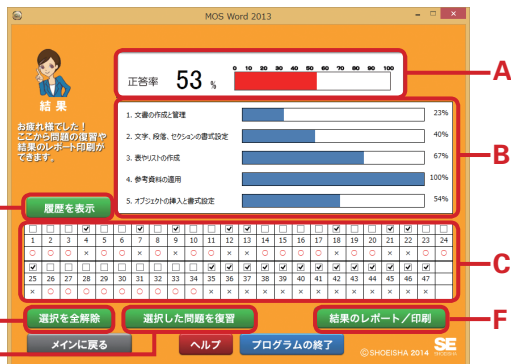 MOS Word 2013
正答率 53 %
0 10 20 30 40 50 60 70 80 90 100
A
結果
お疲れ様でした！
ここから問題の復習や
結果のレポート印刷が
できます。
1. 文書の作成と管理 23%
2. 文字、段落、セクションの書式設定 40%
3. 表やリストの作成 67%
4. 参考資料の適用 100%
5. オブジェクトの挿入と書式設定 54%
B
履歴を表示
1 2 3 4 5 6 7 8 9 10 11 12 13 14 15 16 17 18 19 20 21 22 23 24
○ ○ ○ × ○ ○ × ○ × ○ ○ × × ○ ○ ○ ○ × ○ ○ × × ○ ○
25 26 27 28 29 30 31 32 33 34 35 36 37 38 39 40 41 42 43 44 45 46 47
× ○ ○ ○ ○ ○ ○ ○ ○ ○ × × × × × × × × × × × × ×
C
選択を全解除 選択した問題を復習 結果のレポート／印刷
F
メインに戻る ヘルプ プログラムの終了
©SHOEISHA 2014 SE
SHOEISHA